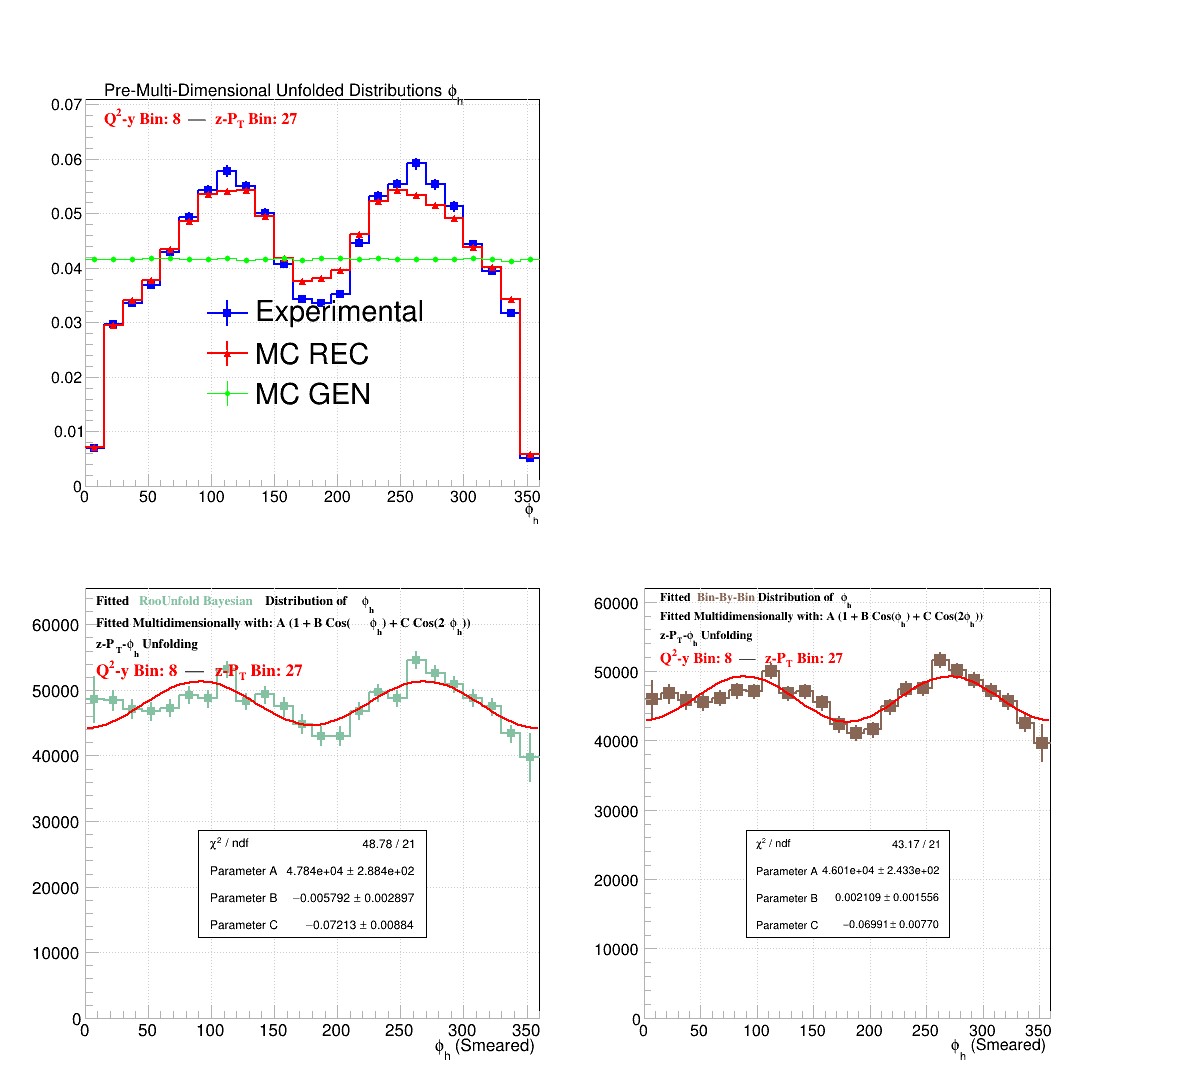 Pre-Multi-Dimensional Unfolded Distributions ϕh
Q²-y Bin: 8 — z-PT Bin: 27
0.07
0.06
0.05
0.04
0.03
0.02
0.01
0
Experimental
MC REC
MC GEN
0 50 100 150 200 250 300 350
ϕh
Fitted RooUnfold Bayesian Distribution of ϕh
Fitted Multidimensionally with: A (1 + B Cos( ϕh) + C Cos(2 ϕh))
z-PT-ϕh Unfolding
Q²-y Bin: 8 — z-PT Bin: 27
60000
50000
40000
30000
20000
10000
0
χ² / ndf 48.78 / 21
Parameter A 4.784e+04 ± 2.884e+02
Parameter B −0.005792 ± 0.002897
Parameter C −0.07213 ± 0.00884
0 50 100 150 200 250 300 350
ϕh (Smeared)
Fitted Bin-By-Bin Distribution of ϕh
Fitted Multidimensionally with: A (1 + B Cos(ϕh) + C Cos(2ϕh))
z-PT-ϕh Unfolding
Q²-y Bin: 8 — z-PT Bin: 27
60000
50000
40000
30000
20000
10000
0
χ² / ndf 43.17 / 21
Parameter A 4.601e+04 ± 2.433e+02
Parameter B 0.002109 ± 0.001556
Parameter C −0.06991 ± 0.00770
0 50 100 150 200 250 300 350
ϕh (Smeared)